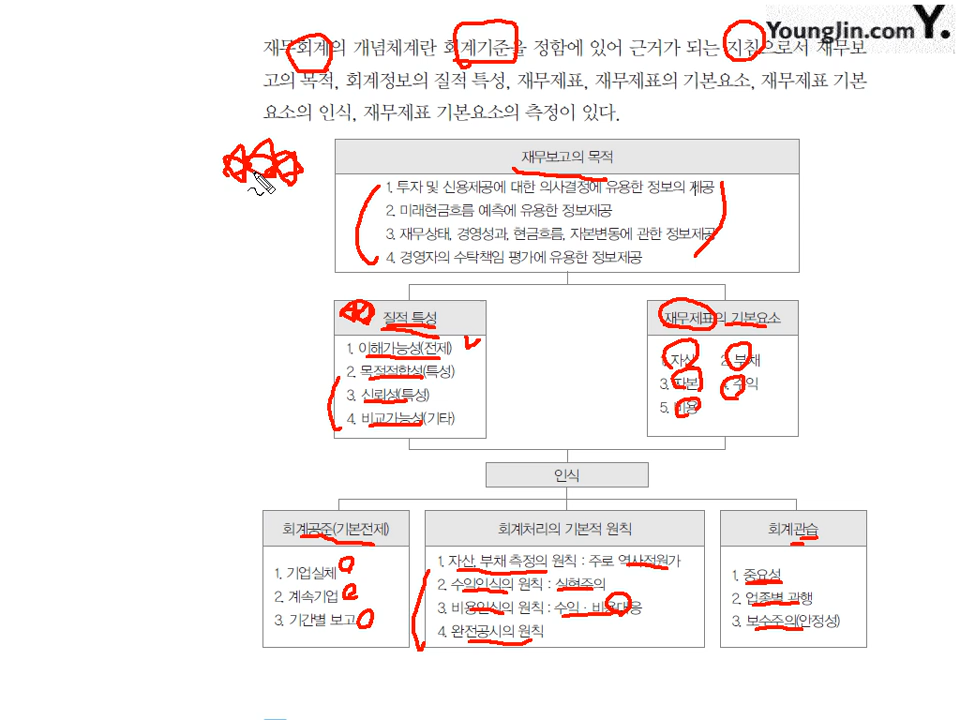 Younglin.com Y.
재무회계의 개념체계란 회계기준을 정함에 있어 근거가 되는 지침으로서 재무보
고의 목적, 회계정보의 질적 특성, 재무제표, 재무제표의 기본요소, 재무제표 기본
요소의 인식, 재무제표 기본요소의 측정이 있다.
재무보고의 목적
1. 투자 및 신용제공에 대한 의사결정에 유용한 정보의 제공
2. 미래현금흐름 예측에 유용한 정보제공
3. 재무상태, 경영성과, 현금흐름, 자본변동에 관한 정보제공
4. 경영자의 수탁책임 평가에 유용한 정보제공
질적 특성
1. 이해가능성(전제)
2. 목적적합성(특성)
3. 신뢰성(특성)
4. 비교가능성(기타)
재무제표의 기본요소
1. 자산 2. 부채
3. 자본 4. 수익
5. 비용
인식
회계공준(기본전제)
1. 기업실체
2. 계속기업
3. 기간별 보고
회계처리의 기본적 원칙
1. 자산, 부채 측정의 원칙 : 주로 역사적원가
2. 수익인식의 원칙 : 실현주의
3. 비용인식의 원칙 : 수익 · 비용대응
4. 완전공시의 원칙
회계관습
1. 중요성
2. 업종별 관행
3. 보수주의(안정성)